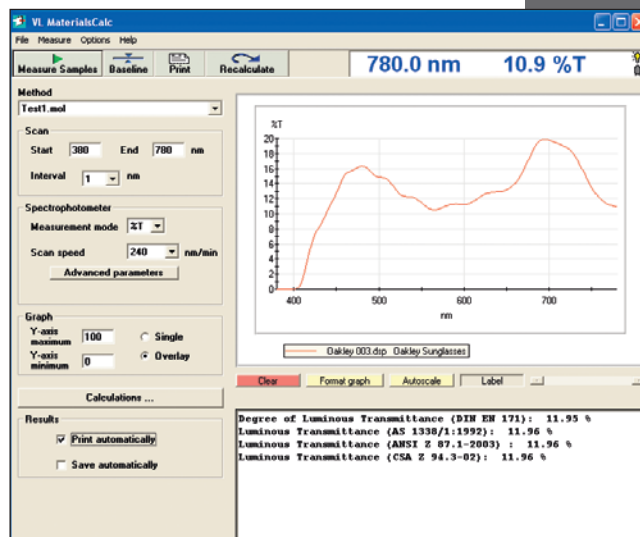 VL MaterialsCalc
File Measure Options Help
Measure Samples Baseline Print Recalculate
780.0 nm 10.9 %T
Method
Test1.mol
Scan
Start 380 End 780 nm
Interval 1 nm
Spectrophotometer
Measurement mode %T
Scan speed 240 nm/min
Advanced parameters
Graph
Y-axis maximum 100
Y-axis minimum 0
Single
Overlay
Calculations ...
Results
Print automatically
Save automatically
%T
20
18
16
14
12
10
8
6
4
2
0
400 500 600 700
nm
Oakley 003.dsp Oakley Sunglasses
Clear Format graph Autoscale Label
Degree of Luminous Transmittance (DIN EN 171): 11.95 %
Luminous Transmittance (AS 1338/1:1992): 11.96 %
Luminous Transmittance (ANSI Z 87.1-2003) : 11.96 %
Luminous Transmittance (CSA Z 94.3-02): 11.96 %